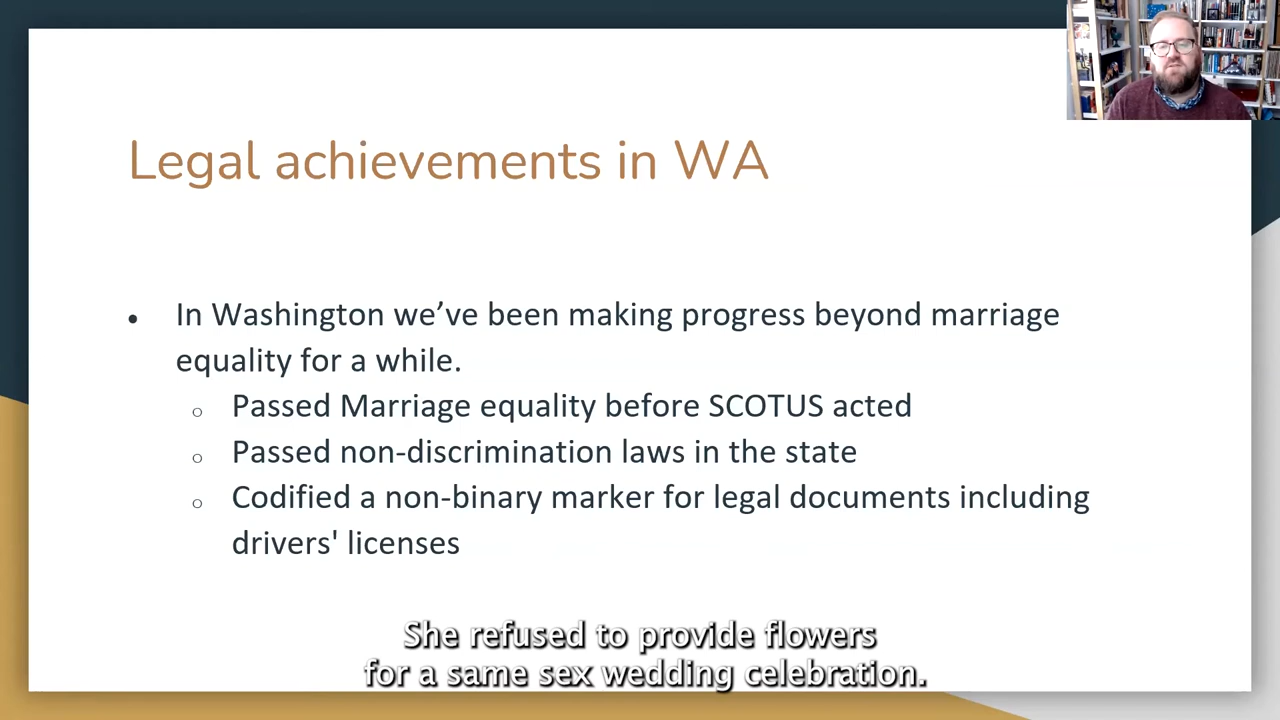 Legal achievements in WA
• In Washington we’ve been making progress beyond marriage
equality for a while.
○ Passed Marriage equality before SCOTUS acted
○ Passed non-discrimination laws in the state
○ Codified a non-binary marker for legal documents including
drivers' licenses
She refused to provide flowers
for a same sex wedding celebration.